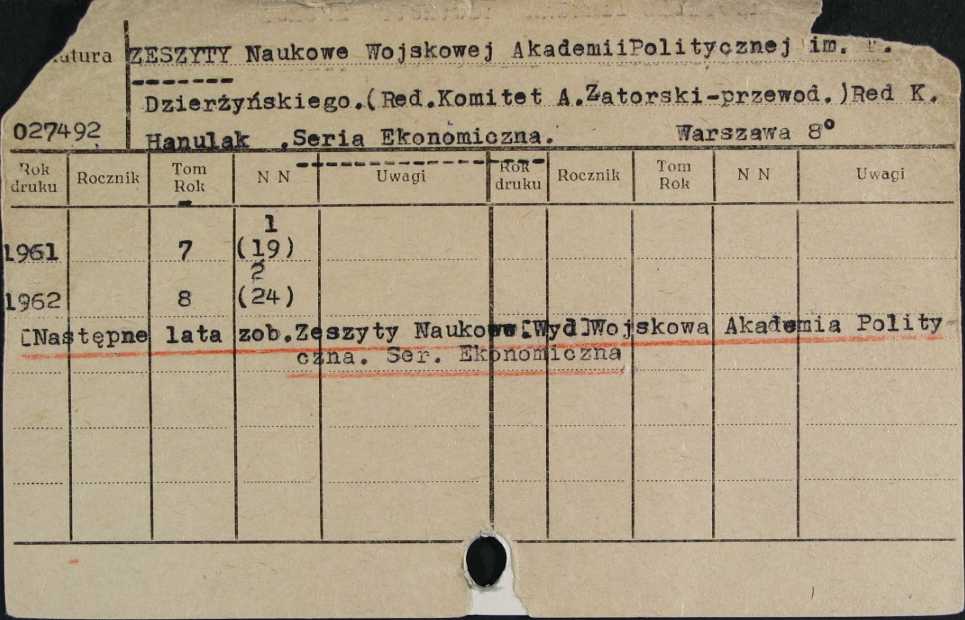 ZESZYTY Naukowe Wojskowej AkademiiPolitycznej im.
Dzierżyńskiego.(Red.Komitet A.Zatorski-przewod.)Red K.
027492 Hanulak .Seria Ekonomiczna. Warszawa 8°
Rok druku Rocznik Tom Rok N N Uwagi Rok druku Rocznik Tom Rok N N Uwagi
1
1961 7 (19)
2
1962 8 (24)
[Następne lata zob.Zeszyty Naukowe[Wyd]Wojskowa Akademia Polity
czna. Ser. Ekonomiczna